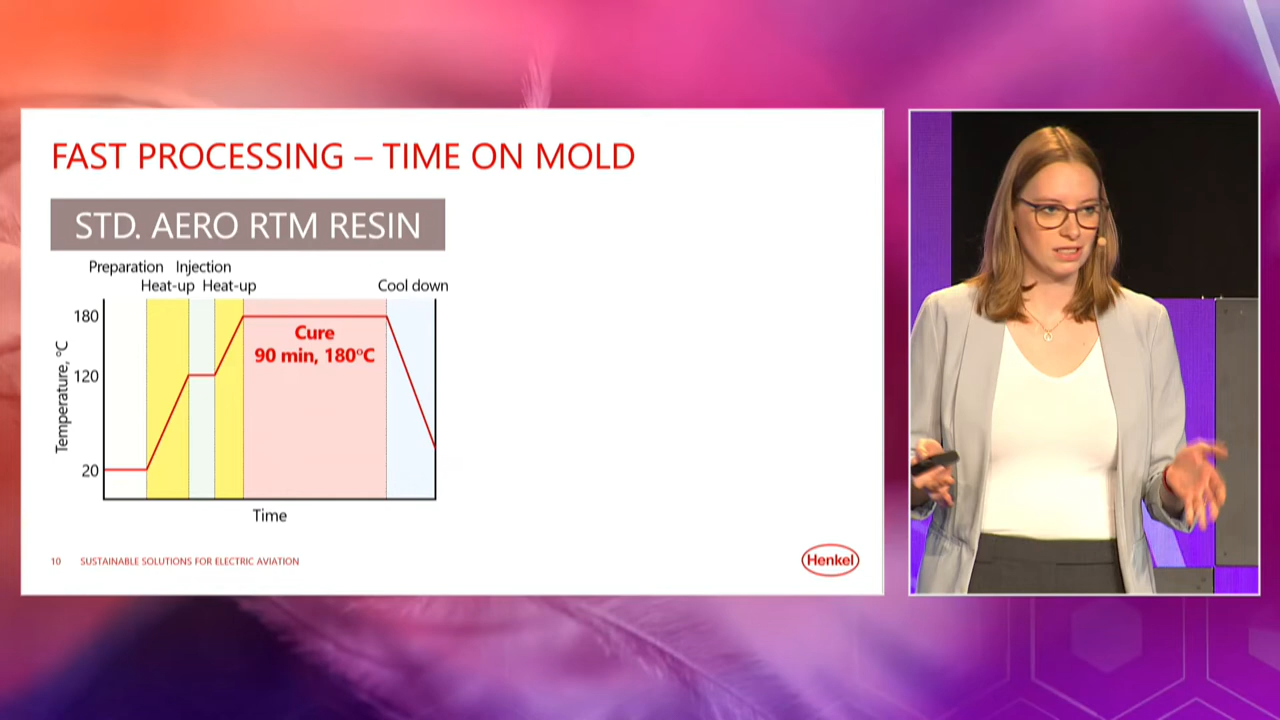 FAST PROCESSING – TIME ON MOLD
STD. AERO RTM RESIN
Preparation Injection
Heat-up Heat-up Cool down
180
Cure
90 min, 180°C
120
Temperature, °C
20
Time
10 SUSTAINABLE SOLUTIONS FOR ELECTRIC AVIATION
Henkel